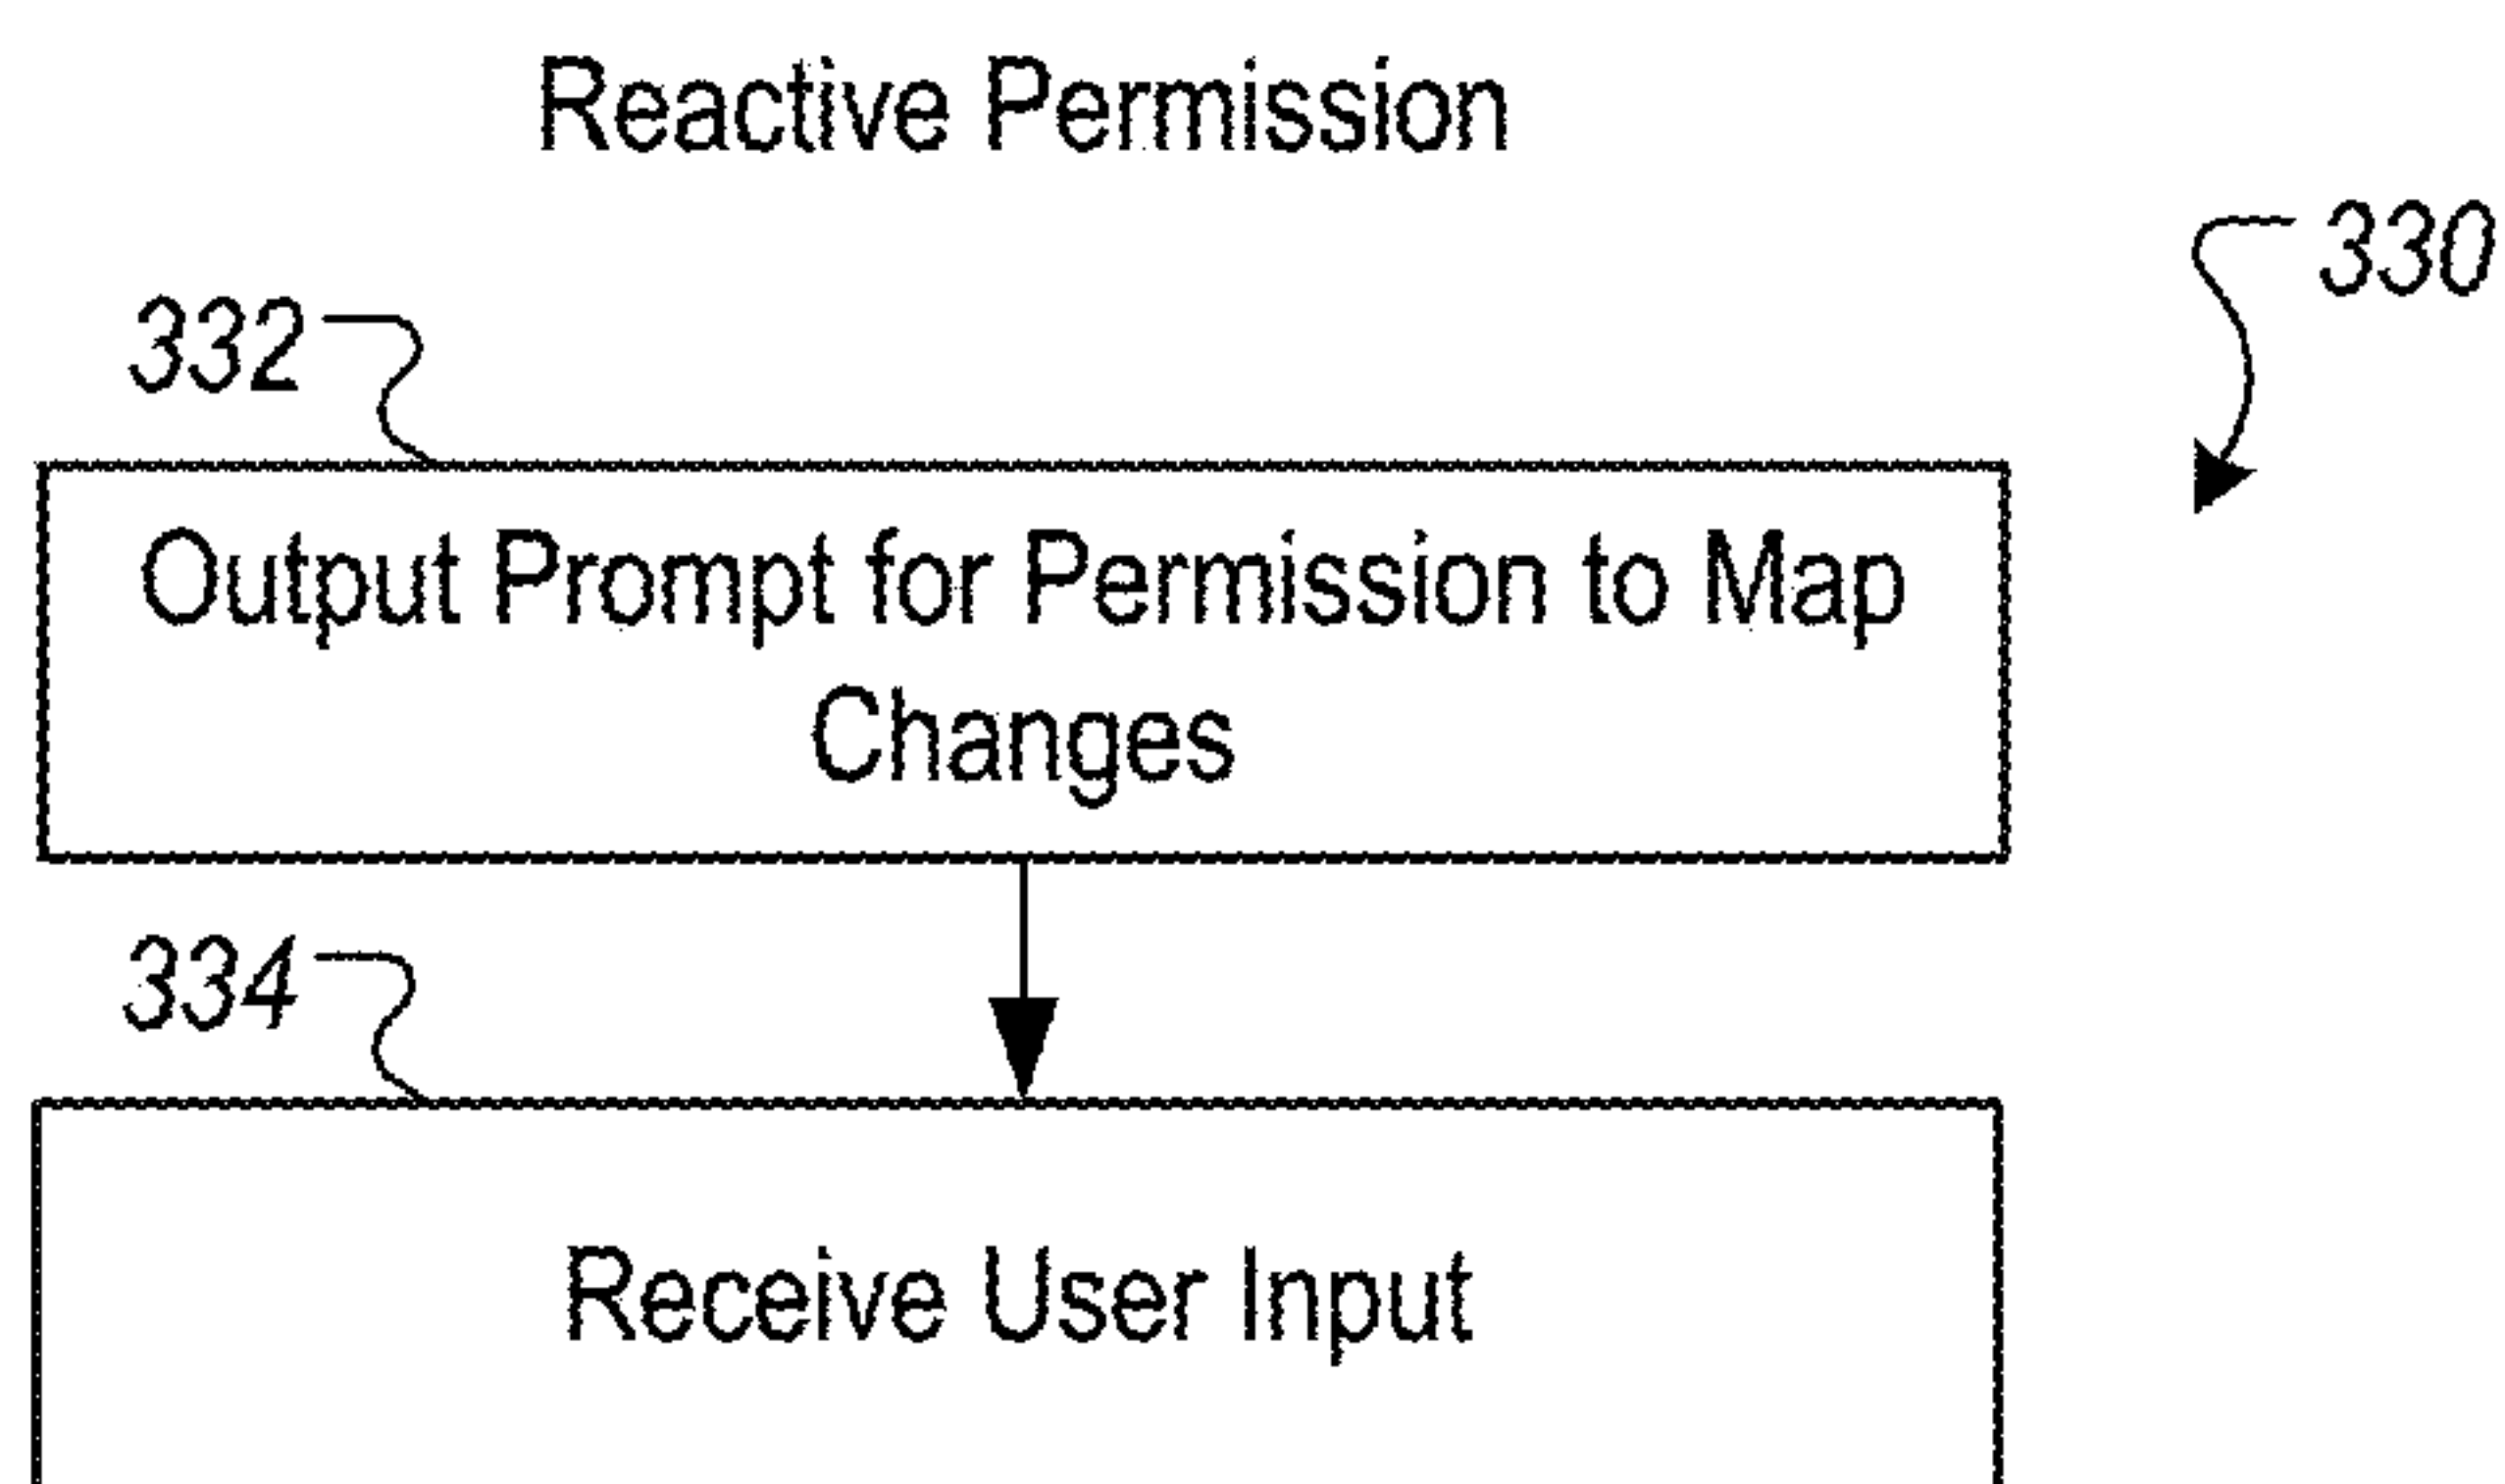 Reactive Permission
330
332
Output Prompt for Permission to Map
Changes
334
Receive User Input